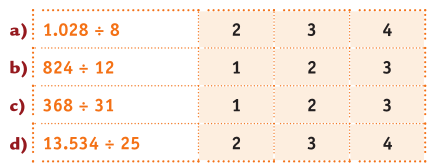 a) 1.028 ÷ 8 2 3 4
b) 824 ÷ 12 1 2 3
c) 368 ÷ 31 1 2 3
d) 13.534 ÷ 25 2 3 4